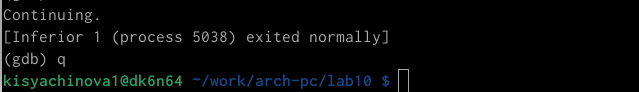 Continuing.
[Inferior 1 (process 5038) exited normally]
(gdb) q
kisyachinova1@dk6n64 ~/work/arch-pc/lab10 $